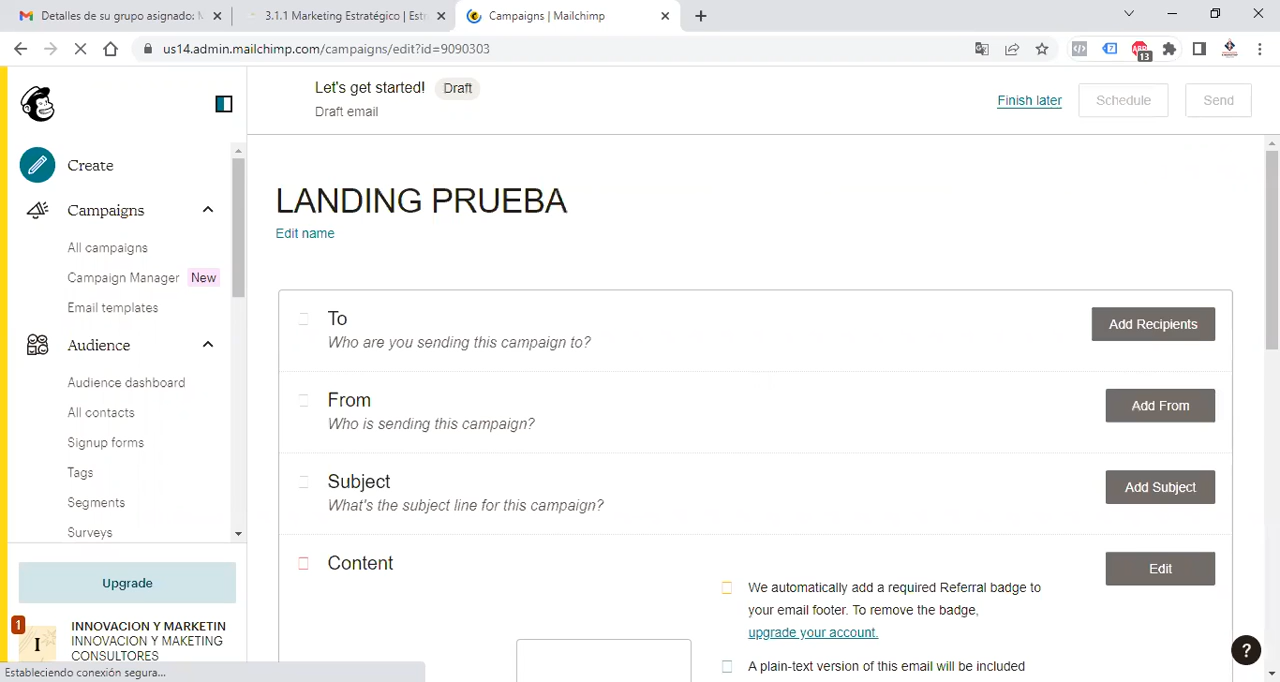 Detalles de su grupo asignado:
3.1.1 Marketing Estratégico | Est
Campaigns | Mailchimp
us14.admin.mailchimp.com/campaigns/edit?id=9090303
13
Let's get started! Draft
Draft email
Finish later
Schedule
Send
Create
Campaigns
All campaigns
Campaign Manager New
Email templates
Audience
Audience dashboard
All contacts
Signup forms
Tags
Segments
Surveys
Upgrade
1
I
INNOVACION Y MARKETIN
INNOVACION Y MAKETING
CONSULTORES
LANDING PRUEBA
Edit name
To
Who are you sending this campaign to?
Add Recipients
From
Who is sending this campaign?
Add From
Subject
What's the subject line for this campaign?
Add Subject
Content
Edit
We automatically add a required Referral badge to
your email footer. To remove the badge,
upgrade your account.
A plain-text version of this email will be included
?
Estableciendo conexión segura...